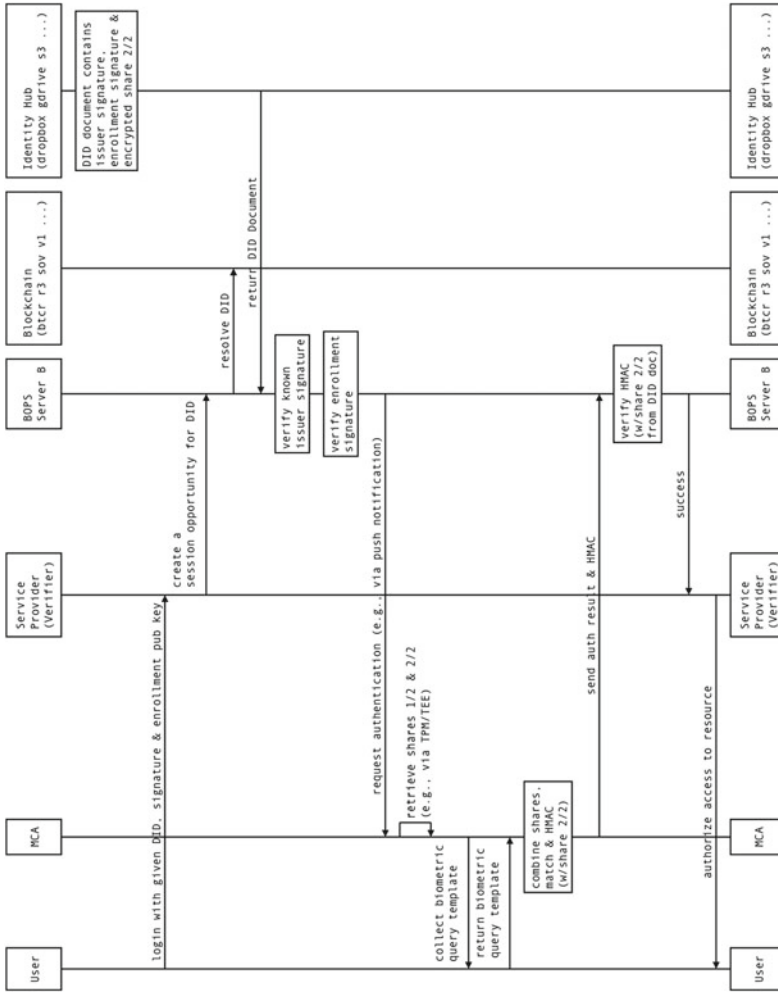 User
MCA
Service
Provider
(Verifier)
BOPS
Server B
Blockchain
(btcr r3 sov v1 ...)
Identity Hub
(dropbox gdrive s3 ...)
DID document contains
issuer signature,
enrollment signature &
encrypted share 2/2
login with given DID, signature & enrollment pub key
create a
session opportunity for DID
resolve DID
return DID Document
verify known
issuer signature
verify enrollment
signature
request authentication (e.g., via push notification)
retrieve shares 1/2 & 2/2
(e.g., via TPM/TEE)
collect biometric
query template
return biometric
query template
combine shares,
match & HMAC
(w/share 2/2)
send auth result & HMAC
verify HMAC
(w/share 2/2
from DID doc)
success
authorize access to resource
User
MCA
Service
Provider
(Verifier)
BOPS
Server B
Blockchain
(btcr r3 sov v1 ...)
Identity Hub
(dropbox gdrive s3 ...)